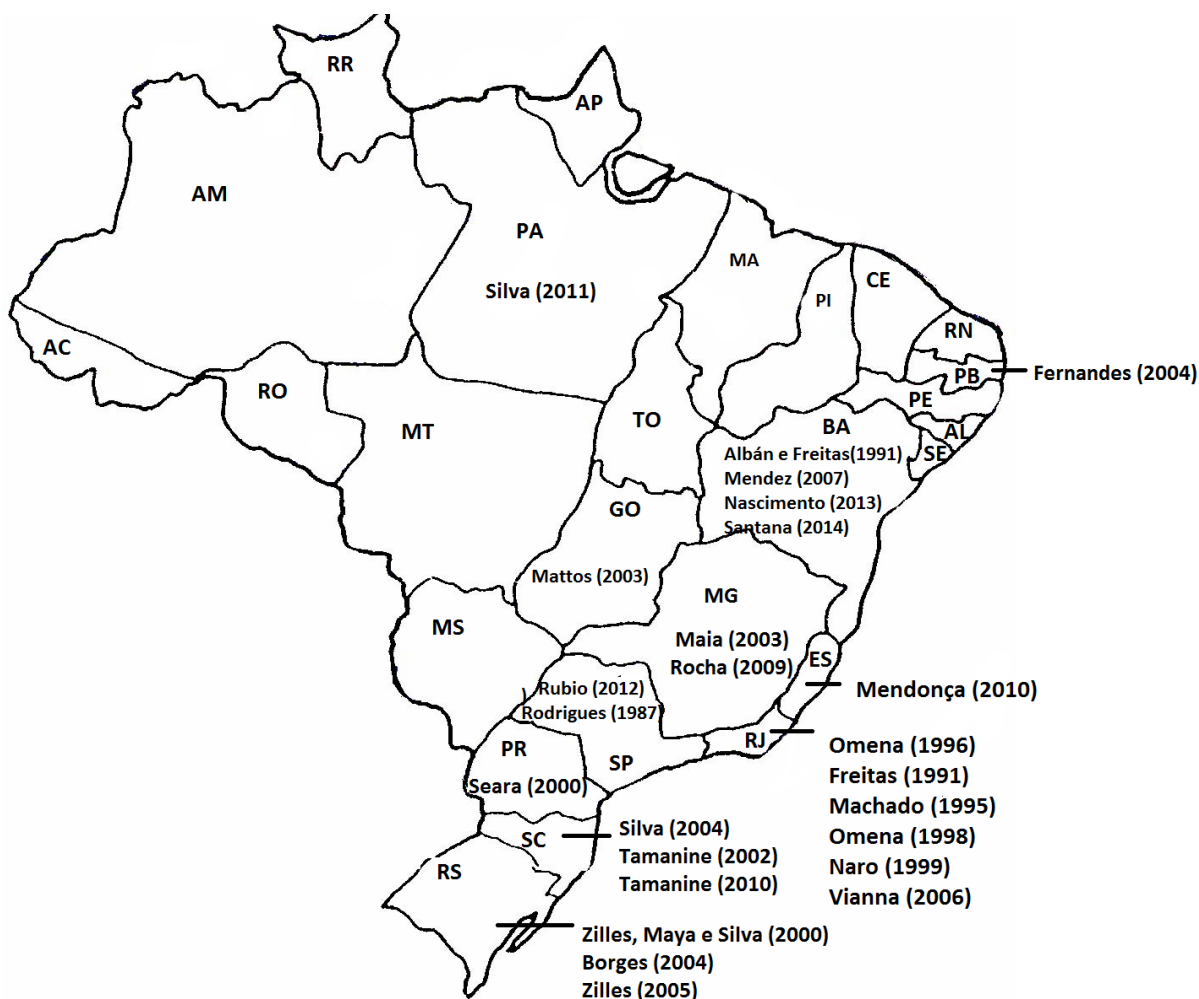 RR
AP
AM
PA
Silva (2011)
MA
PI
CE
RN
PB
Fernandes (2004)
PE
AL
SE
AC
RO
MT
TO
BA
Albán e Freitas(1991)
Mendez (2007)
Nascimento (2013)
Santana (2014)
GO
Mattos (2003)
MG
Maia (2003)
Rocha (2009)
ES
Mendonça (2010)
MS
Rubio (2012)
Rodrigues (1987)
SP
RJ
Omena (1996)
Freitas (1991)
Machado (1995)
Omena (1998)
Naro (1999)
Vianna (2006)
PR
Seara (2000)
SC
Silva (2004)
Tamanine (2002)
Tamanine (2010)
RS
Zilles, Maya e Silva (2000)
Borges (2004)
Zilles (2005)